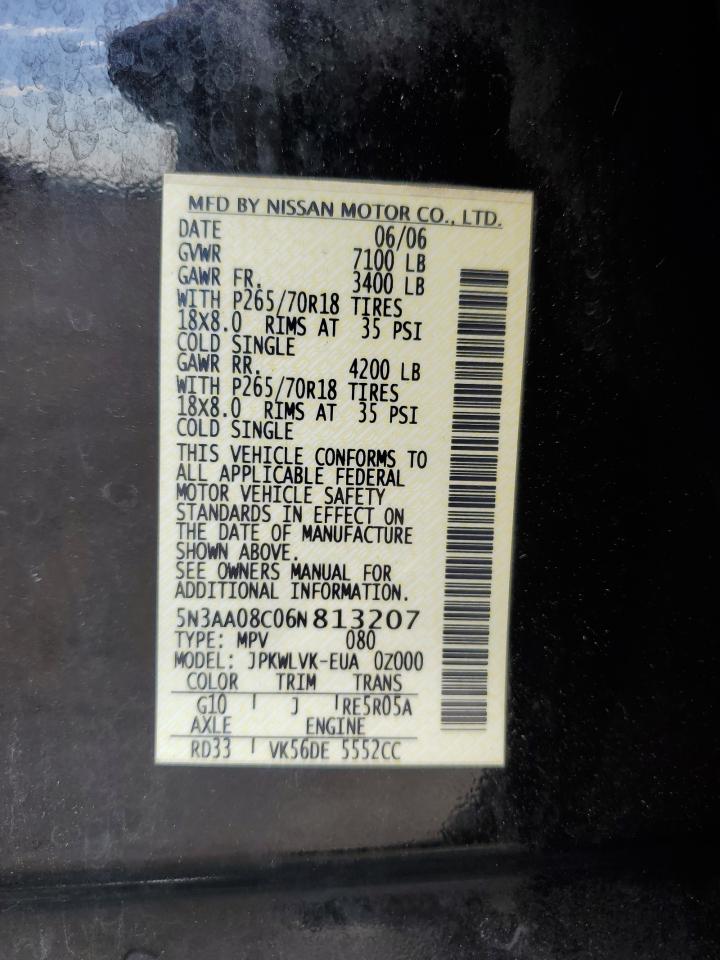 MFD BY NISSAN MOTOR CO., LTD.
DATE 06/06
GVWR 7100 LB
GAWR FR. 3400 LB
WITH P265/70R18 TIRES
18X8.0 RIMS AT 35 PSI
COLD SINGLE
GAWR RR. 4200 LB
WITH P265/70R18 TIRES
18X8.0 RIMS AT 35 PSI
COLD SINGLE
THIS VEHICLE CONFORMS TO
ALL APPLICABLE FEDERAL
MOTOR VEHICLE SAFETY
STANDARDS IN EFFECT ON
THE DATE OF MANUFACTURE
SHOWN ABOVE.
SEE OWNERS MANUAL FOR
ADDITIONAL INFORMATION.
5N3AA08C06N813207
TYPE: MPV 080
MODEL: JPKWLVK-EUA 0Z000
COLOR TRIM TRANS
G10 J RE5R05A
AXLE ENGINE
RD33 VK56DE 5552CC